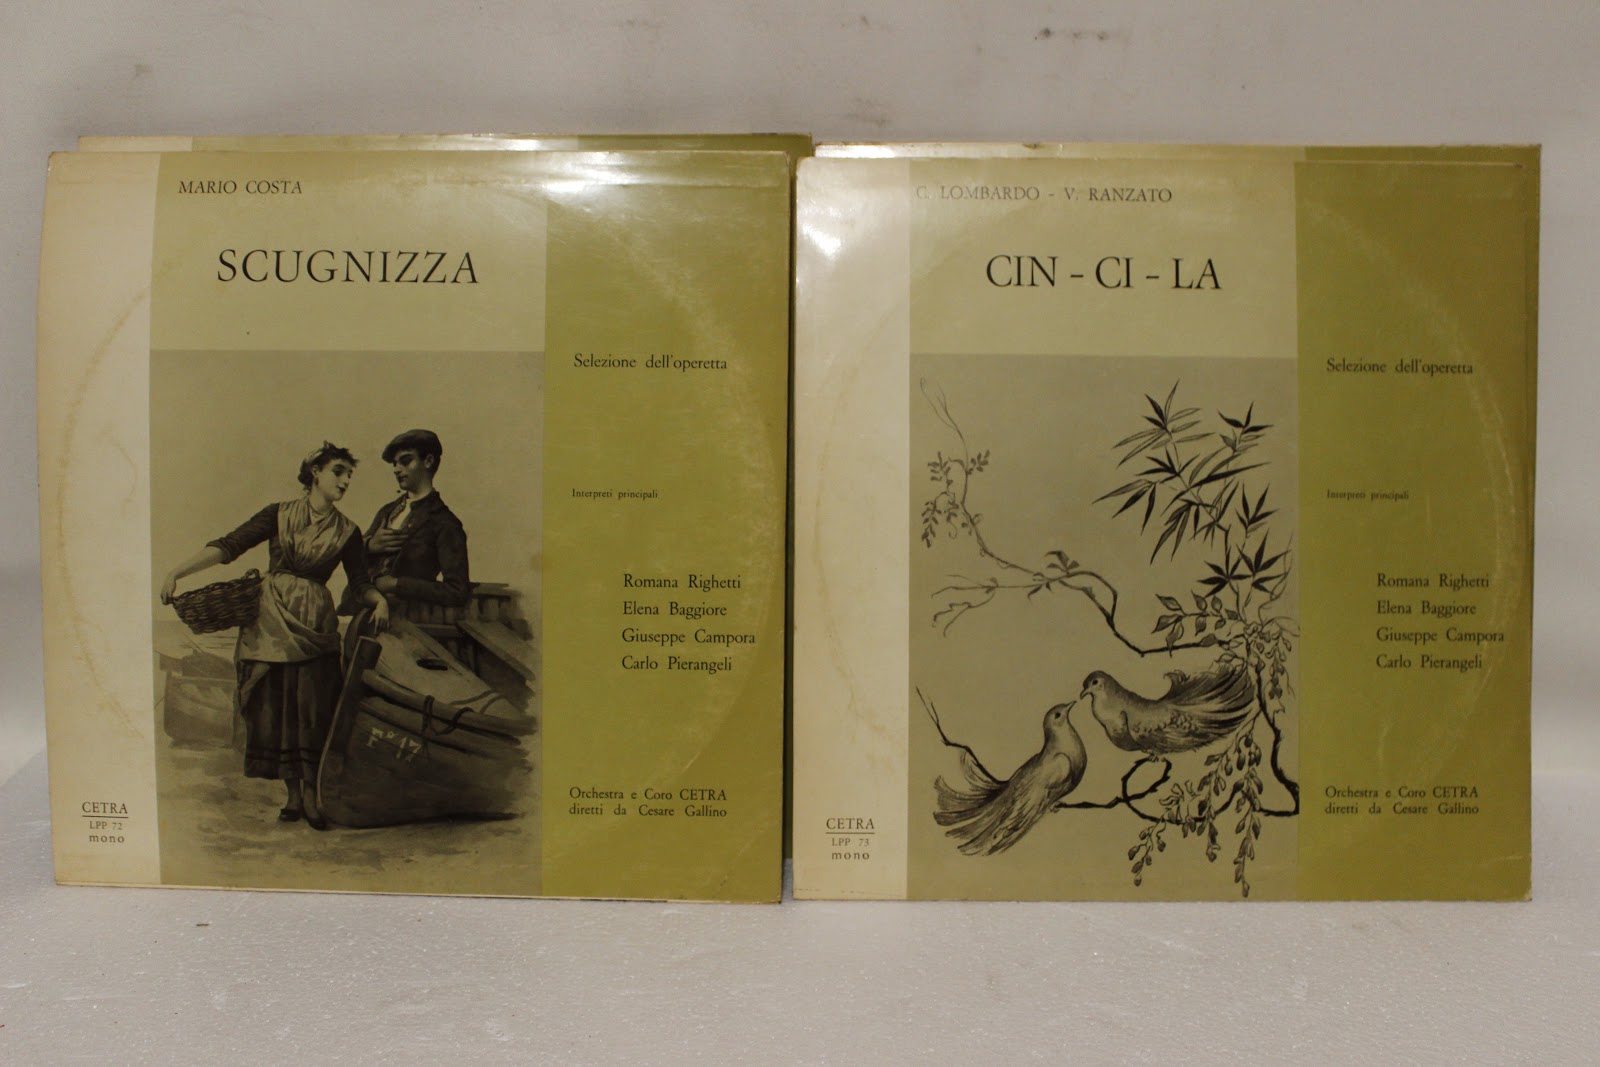 MARIO COSTA
SCUGNIZZA
Selezione dell'operetta
Interpreti principali
Romana Righetti
Elena Baggiore
Giuseppe Campora
Carlo Pierangeli
Orchestra e Coro CETRA
diretti da Cesare Gallino
F° 17
CETRA
LPP 72
mono
C. LOMBARDO - V. RANZATO
CIN - CI - LA
Selezione dell'operetta
Interpreti principali
Romana Righetti
Elena Baggiore
Giuseppe Campora
Carlo Pierangeli
Orchestra e Coro CETRA
diretti da Cesare Gallino
CETRA
LPP 73
mono